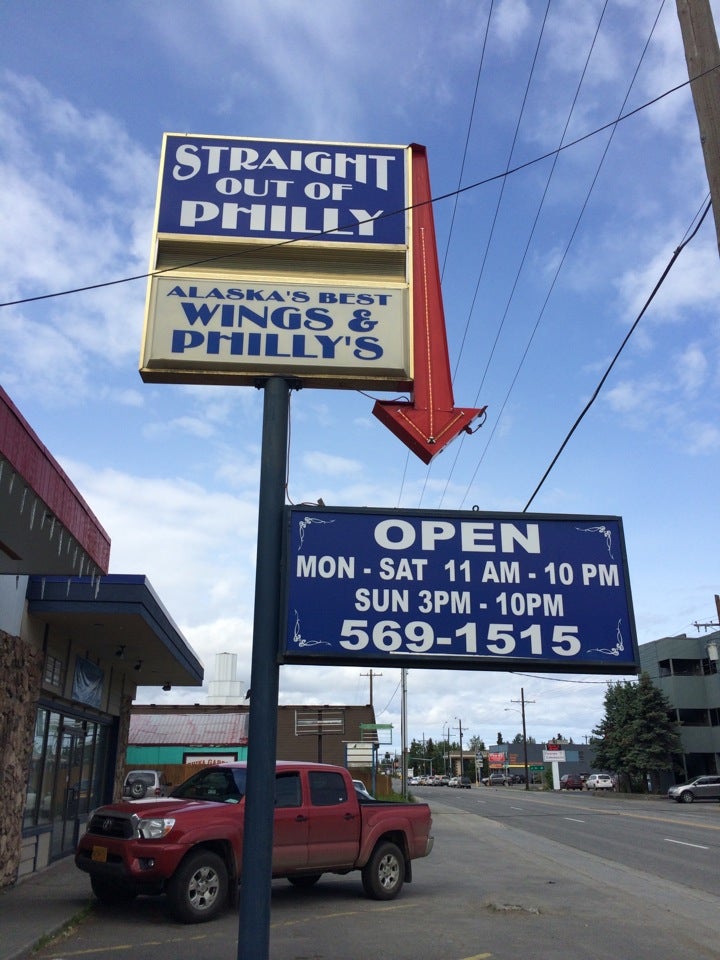 STRAIGHT
OUT OF
PHILLY
ALASKA'S BEST
WINGS &
PHILLY'S
OPEN
MON - SAT 11 AM - 10 PM
SUN 3PM - 10PM
569-1515